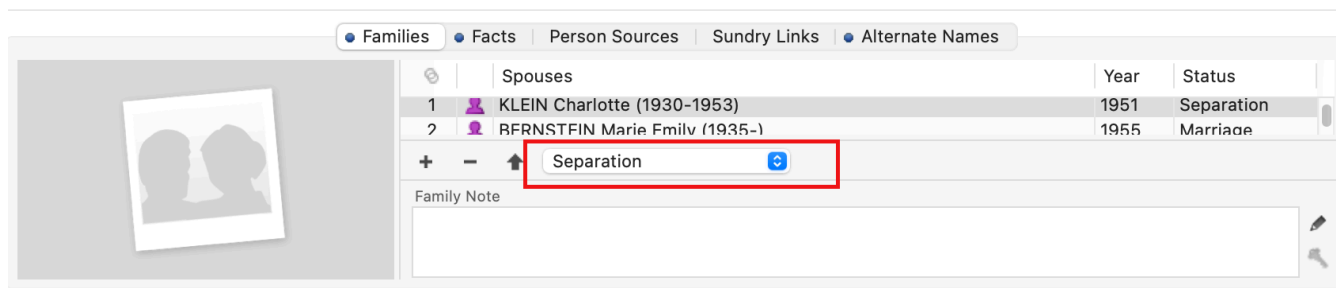 Families Facts Person Sources Sundry Links Alternate Names
Spouses Year Status
1 KLEIN Charlotte (1930-1953) 1951 Separation
2 BERNSTEIN Marie Emily (1935-) 1955 Marriage
Separation
Family Note